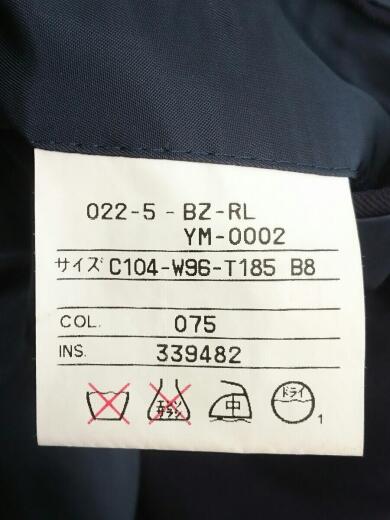 022-5 - BZ-RL
YM-0002
サイズ C104-W96-T185 B8
COL. 075
INS. 339482
エンソ
サラシ
中
ドライ
1